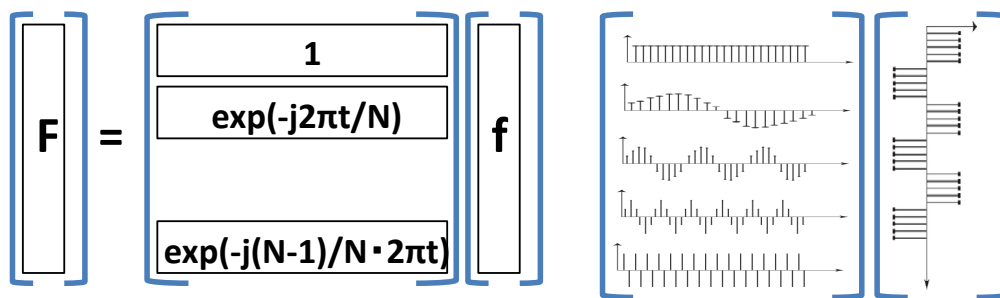 F = 1 f
exp(-j2πt/N)
exp(-j(N-1)/N・2πt)